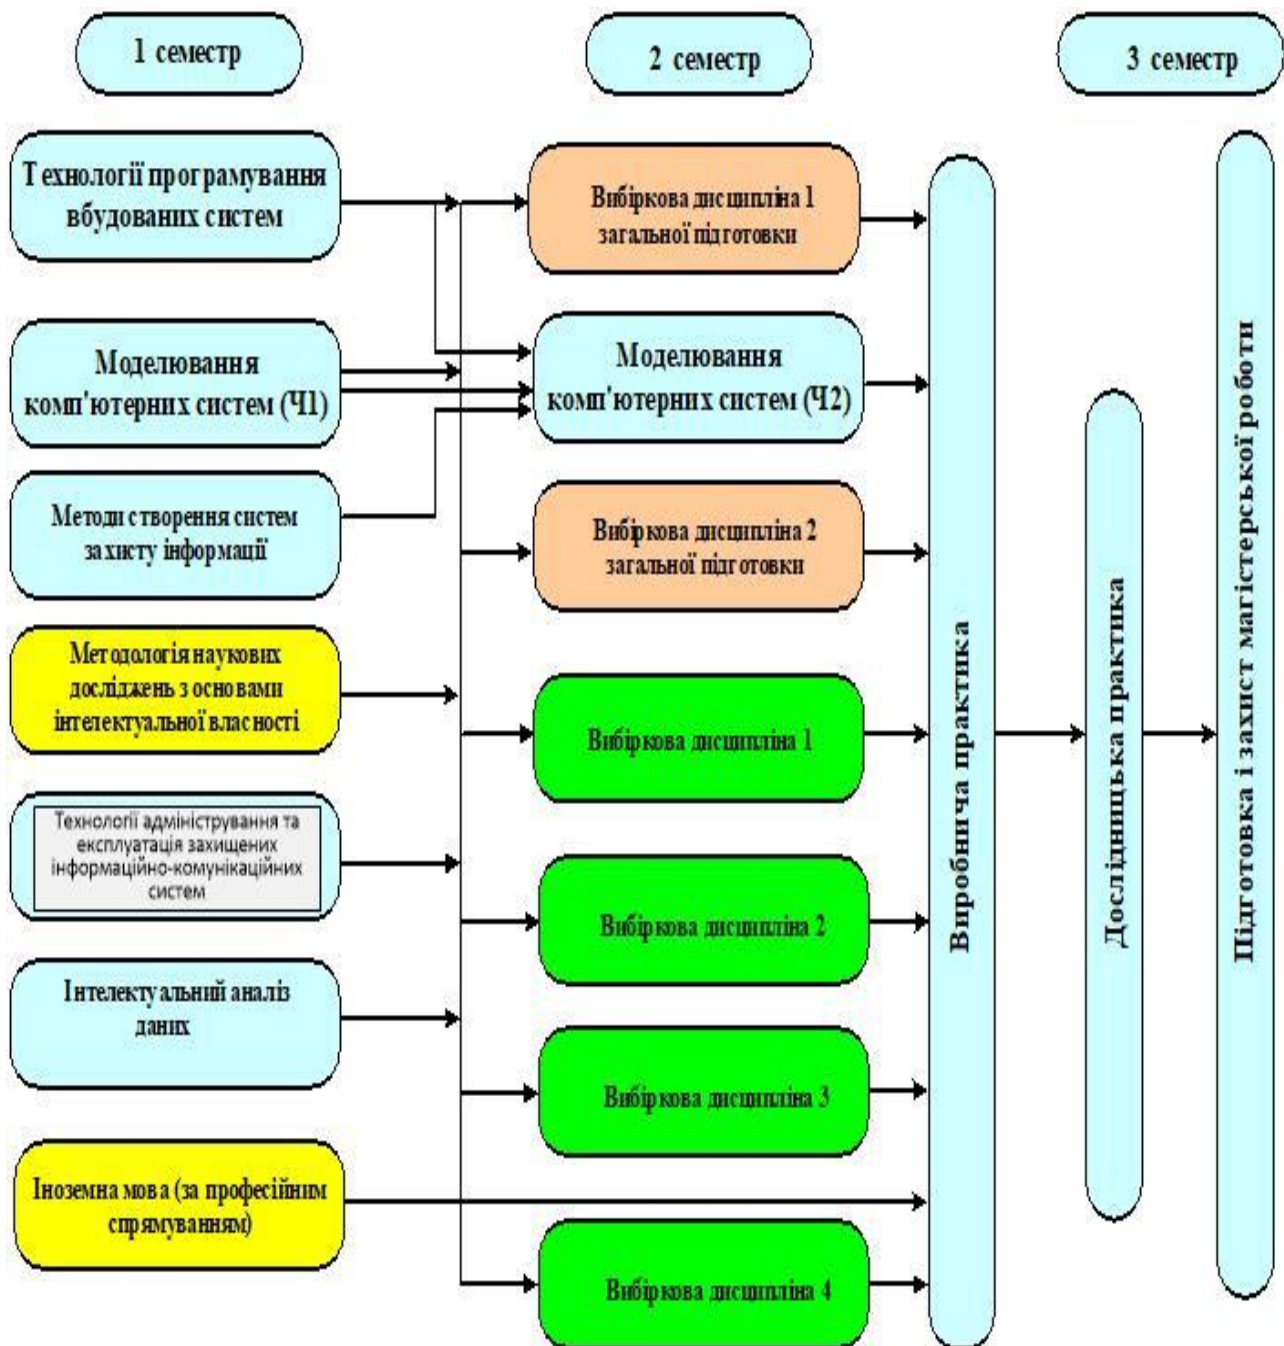 1 семестр
2 семестр
3 семестр
Технології програмування
вбудованих систем
Моделювання
комп'ютерних систем (Ч1)
Методи створення систем
захисту інформації
Методологія наукових
досліджень з основами
інтелектуальної власності
Технології адміністрування та
експлуатація захищених
інформаційно-комунікаційних
систем
Інтелектуальний аналіз
даних
Іноземна мова (за професійним
спрямуванням)
Вибіркова дисципліна 1
загальної підготовки
Моделювання
комп'ютерних систем (Ч2)
Вибіркова дисципліна 2
загальної підготовки
Вибіркова дисципліна 1
Вибіркова дисципліна 2
Вибіркова дисципліна 3
Вибіркова дисципліна 4
Виробнича практика
Дослідницька практика
Підготовка і захист магістерської роботи